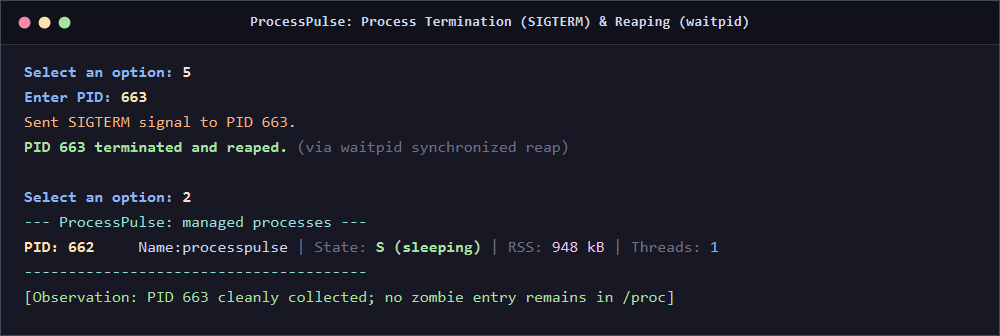 ProcessPulse: Process Termination (SIGTERM) & Reaping (waitpid)
Select an option: 5
Enter PID: 663
Sent SIGTERM signal to PID 663.
PID 663 terminated and reaped. (via waitpid synchronized reap)
Select an option: 2
--- ProcessPulse: managed processes ---
PID: 662     Name:processpulse | State: S (sleeping) | RSS: 948 kB | Threads: 1
---------------------------------------
[Observation: PID 663 cleanly collected; no zombie entry remains in /proc]